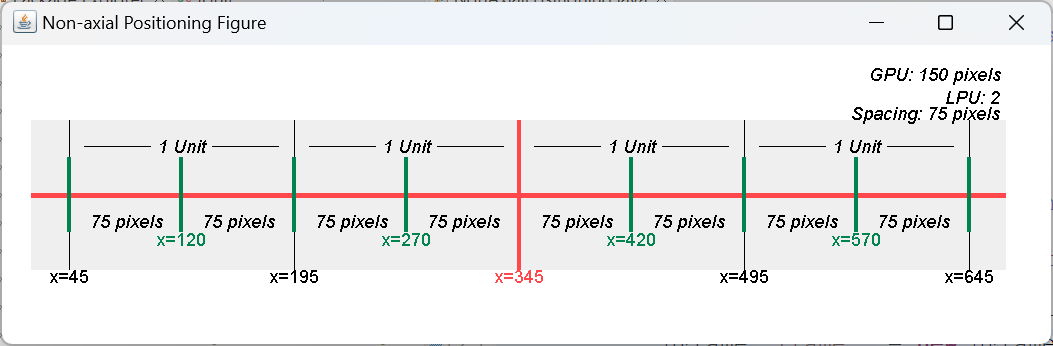 Non-axial Positioning Figure
GPU: 150 pixels
LPU: 2
Spacing: 75 pixels
1 Unit 1 Unit 1 Unit 1 Unit
75 pixels 75 pixels 75 pixels 75 pixels 75 pixels 75 pixels 75 pixels 75 pixels
x=120 x=270 x=420 x=570
x=45 x=195 x=345 x=495 x=645